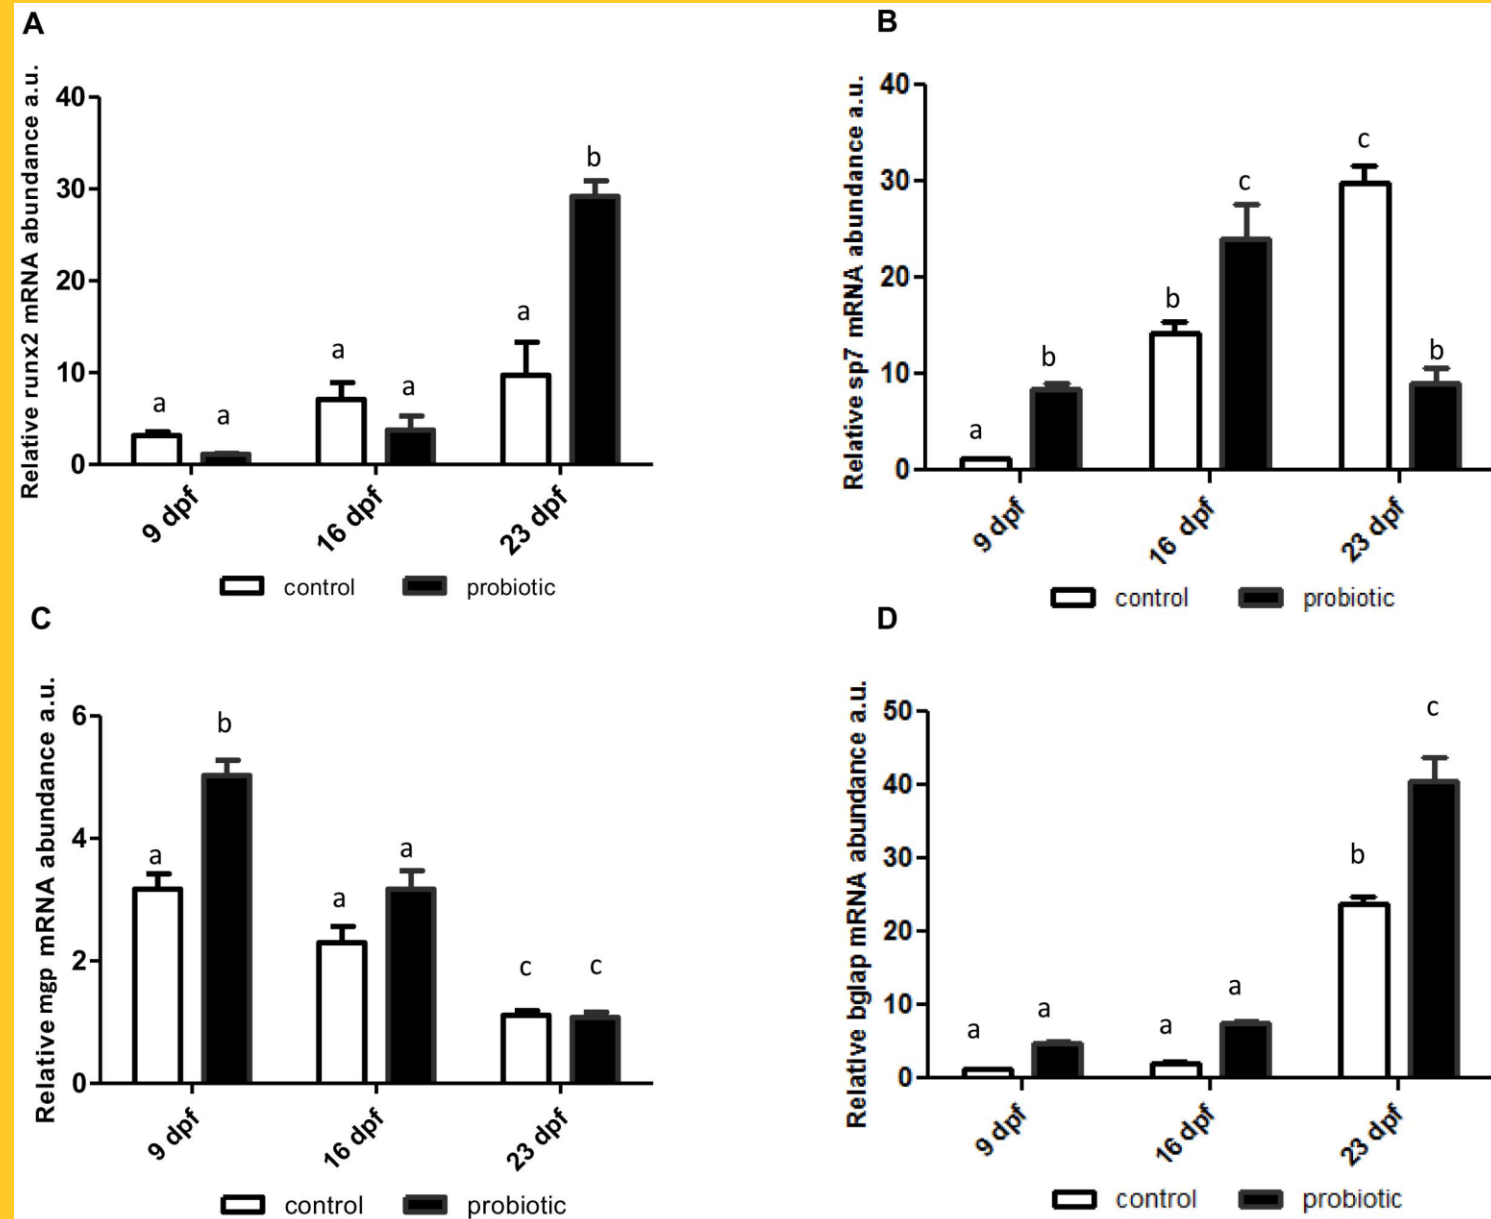 A
Relative runx2 mRNA abundance a.u.
40
30
20
10
0
a
a
a
a
a
b
9 dpf
16 dpf
23 dpf
control
probiotic
B
Relative sp7 mRNA abundance a.u.
40
30
20
10
0
a
b
b
c
c
b
9 dpf
16 dpf
23 dpf
control
probiotic
C
Relative mgp mRNA abundance a.u.
6
4
2
0
a
b
a
a
c
c
9 dpf
16 dpf
23 dpf
control
probiotic
D
Relative bglap mRNA abundance a.u.
50
40
30
20
10
0
a
a
a
a
b
c
9 dpf
16 dpf
23 dpf
control
probiotic